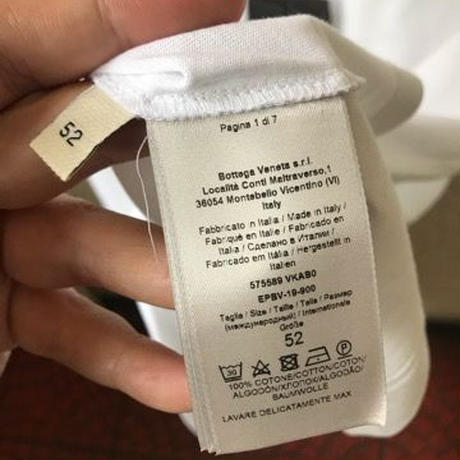 52
Pagina 1 di 7
Bottega Veneta s.r.l.
Località Conti Maltraverso,1
36054 Montebello Vicentino (VI)
Italy
Fabbricato in Italia / Made in Italy /
Fabriqué en Italie / Fabricado en
Italia / Сделано в Италии /
Fabricado em Itália / Hergestellt in
Italien
575589 VKAB0
EPBV-19-900
Taglia / Size / Taille / Talla / Размер
(международный) / Internationale
Größe
52
30
P
100% COTONE/COTTON/COTON/
ALGODÓN/ХЛОПОК/ALGODÃO/
BAUMWOLLE
LAVARE DELICATAMENTE MAX